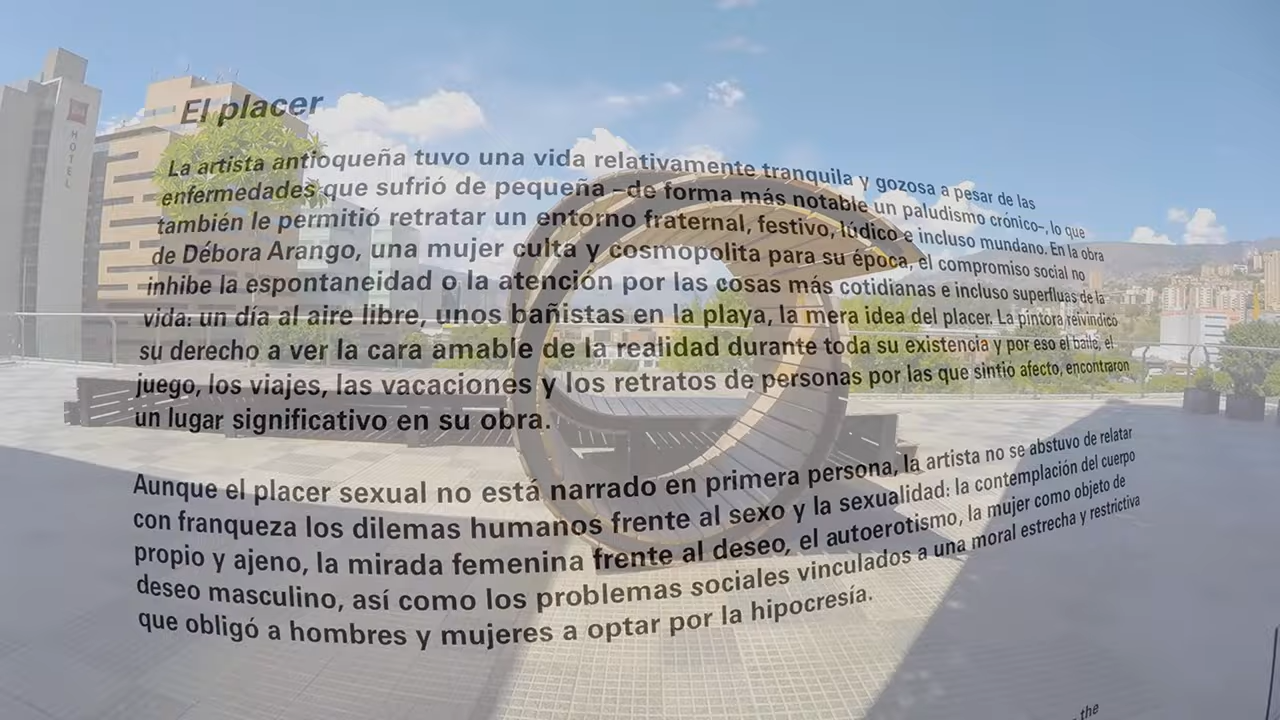 HOTEL
El placer
La artista antioqueña tuvo una vida relativamente tranquila y gozosa a pesar de las
enfermedades que sufrió de pequeña –de forma más notable un paludismo crónico–, lo que
también le permitió retratar un entorno fraternal, festivo, lúdico e incluso mundano. En la obra
de Débora Arango, una mujer culta y cosmopolita para su época, el compromiso social no
inhibe la espontaneidad o la atención por las cosas más cotidianas e incluso superfluas de la
vida: un día al aire libre, unos bañistas en la playa, la mera idea del placer. La pintora reivindicó
su derecho a ver la cara amable de la realidad durante toda su existencia y por eso el baile, el
juego, los viajes, las vacaciones y los retratos de personas por las que sintió afecto, encontraron
un lugar significativo en su obra.
Aunque el placer sexual no está narrado en primera persona, la artista no se abstuvo de relatar
con franqueza los dilemas humanos frente al sexo y la sexualidad: la contemplación del cuerpo
propio y ajeno, la mirada femenina frente al deseo, el autoerotismo, la mujer como objeto de
deseo masculino, así como los problemas sociales vinculados a una moral estrecha y restrictiva
que obligó a hombres y mujeres a optar por la hipocresía.
the